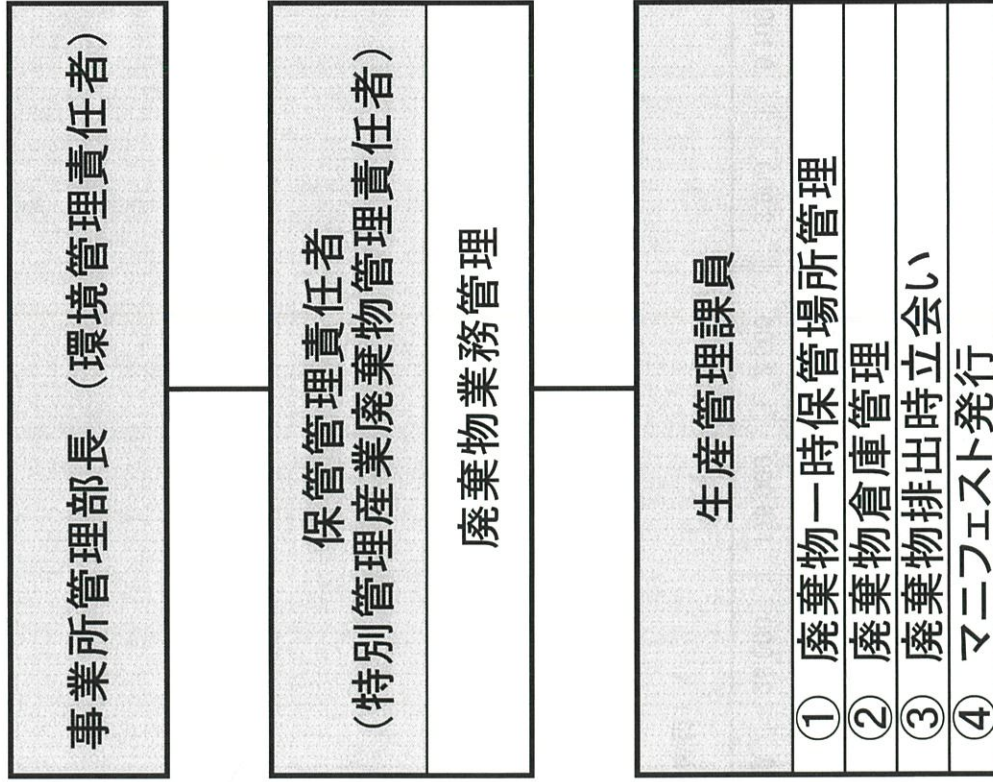 事業所管理部長 （環境管理責任者）
保管管理責任者
（特別管理産業廃棄物管理責任者）
廃棄物業務管理
生産管理課員
① 廃棄物一時保管場所管理
② 廃棄物倉庫管理
③ 廃棄物排出時立会い
④ マニフェスト発行